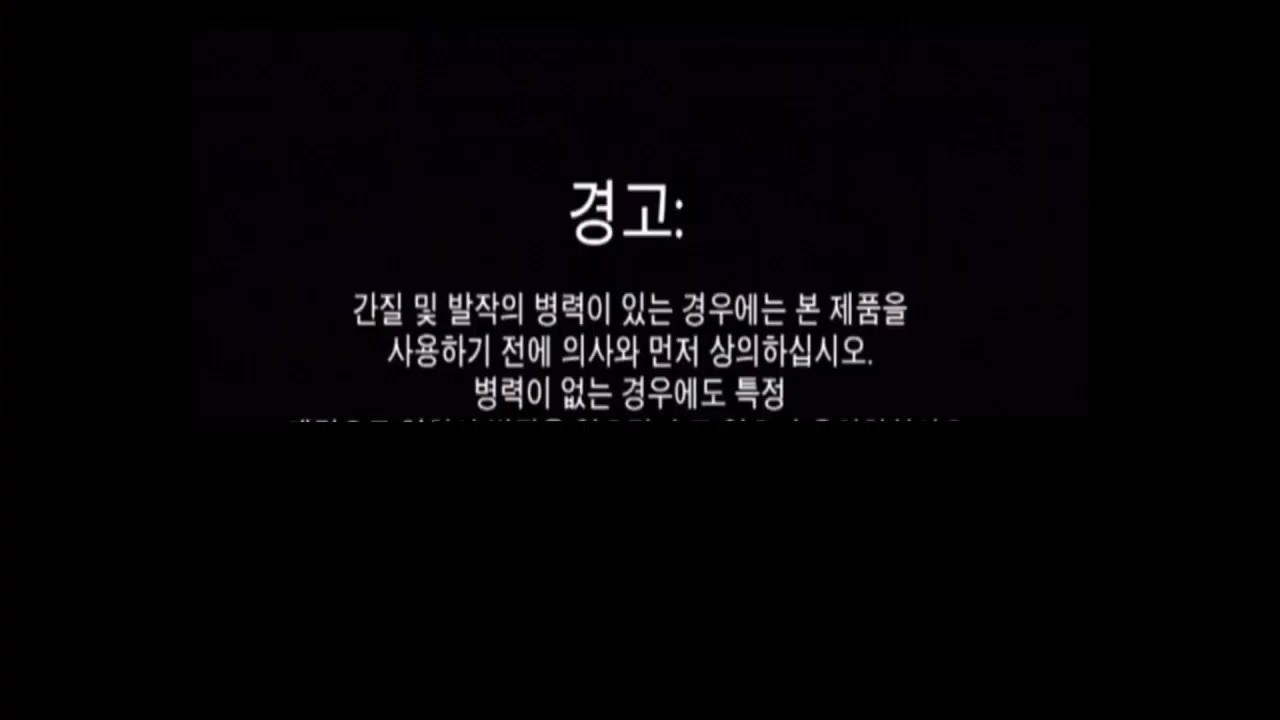 경고:
간질 및 발작의 병력이 있는 경우에는 본 제품을
사용하기 전에 의사와 먼저 상의하십시오.
병력이 없는 경우에도 특정